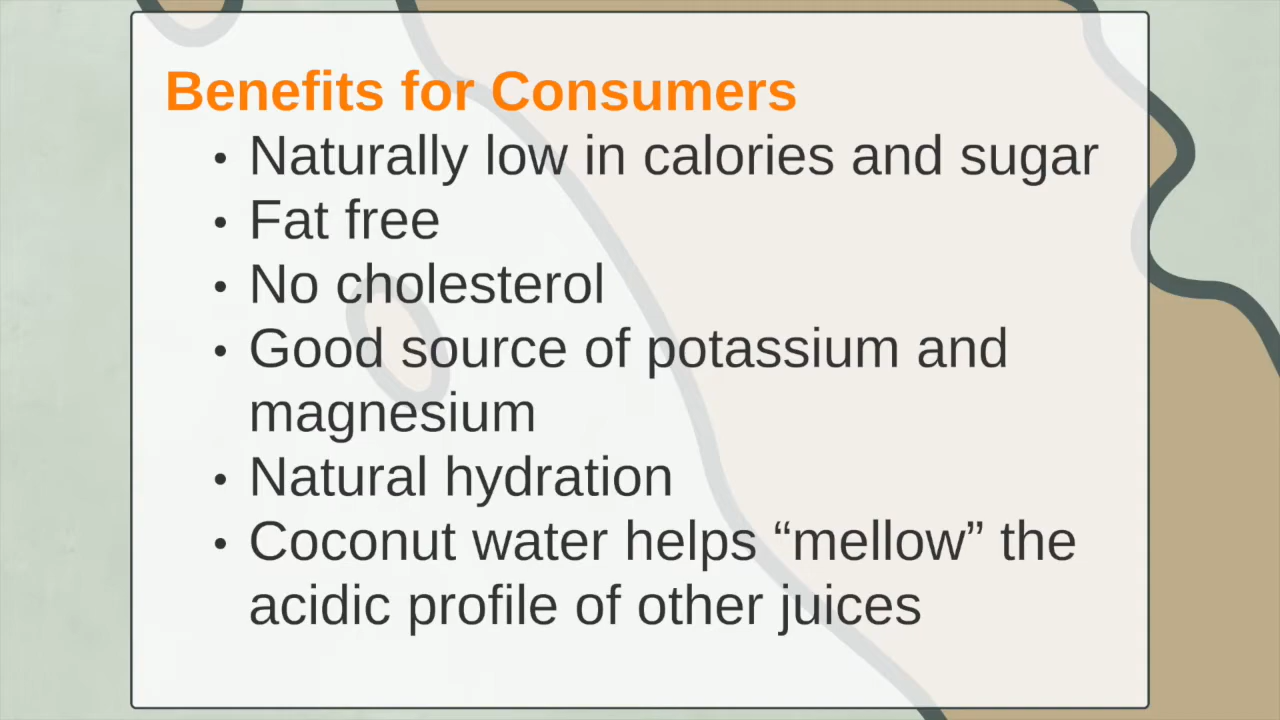 Benefits for Consumers
• Naturally low in calories and sugar
• Fat free
• No cholesterol
• Good source of potassium and
magnesium
• Natural hydration
• Coconut water helps “mellow” the
acidic profile of other juices